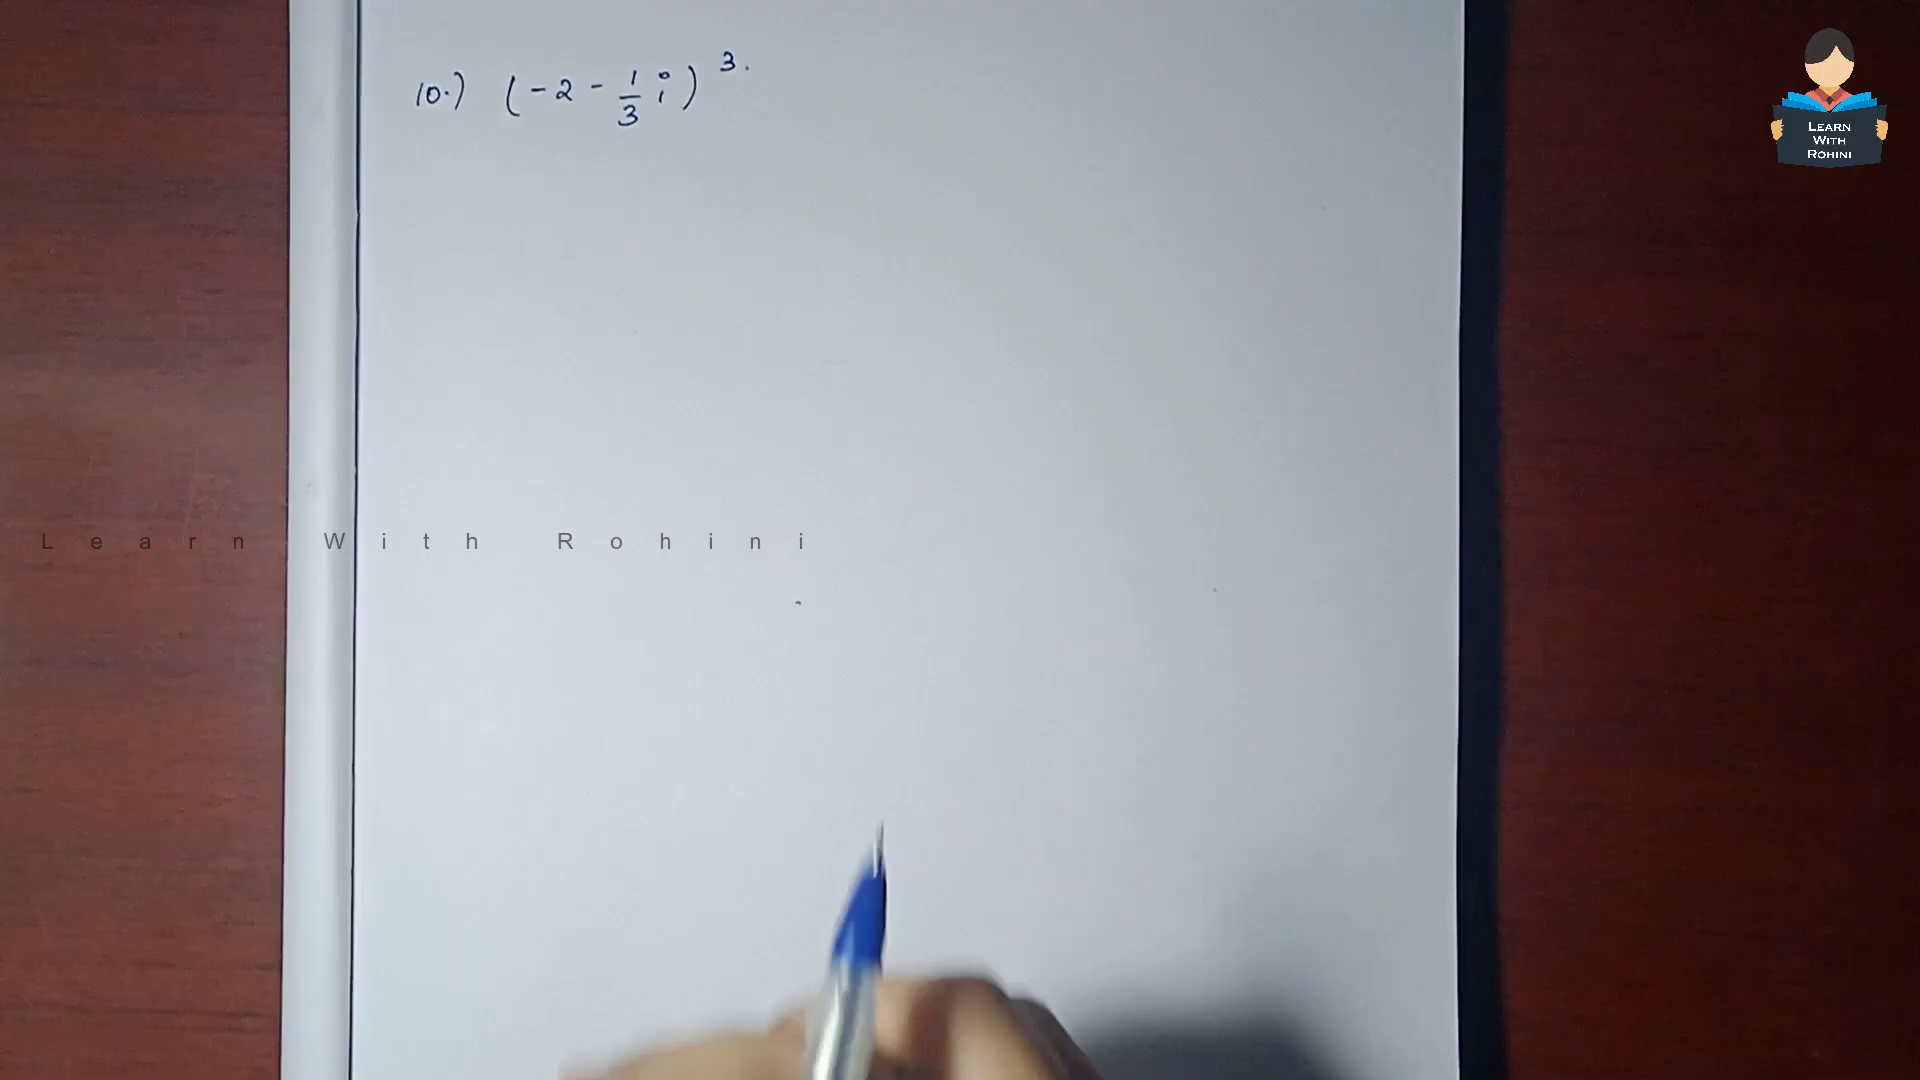 10.) (-2 - 1/3 i)^3.
LEARN
WITH
ROHINI
Learn With Rohini